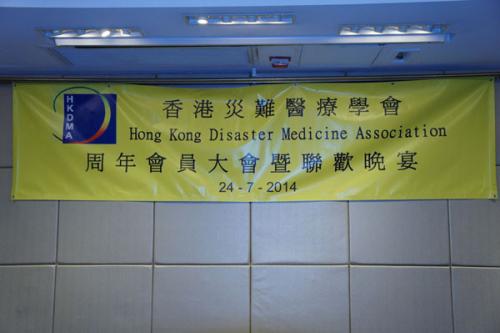 HKDMA
香港災難醫療學會
Hong Kong Disaster Medicine Association
周年會員大會暨聯歡晚宴
24 - 7 - 2014